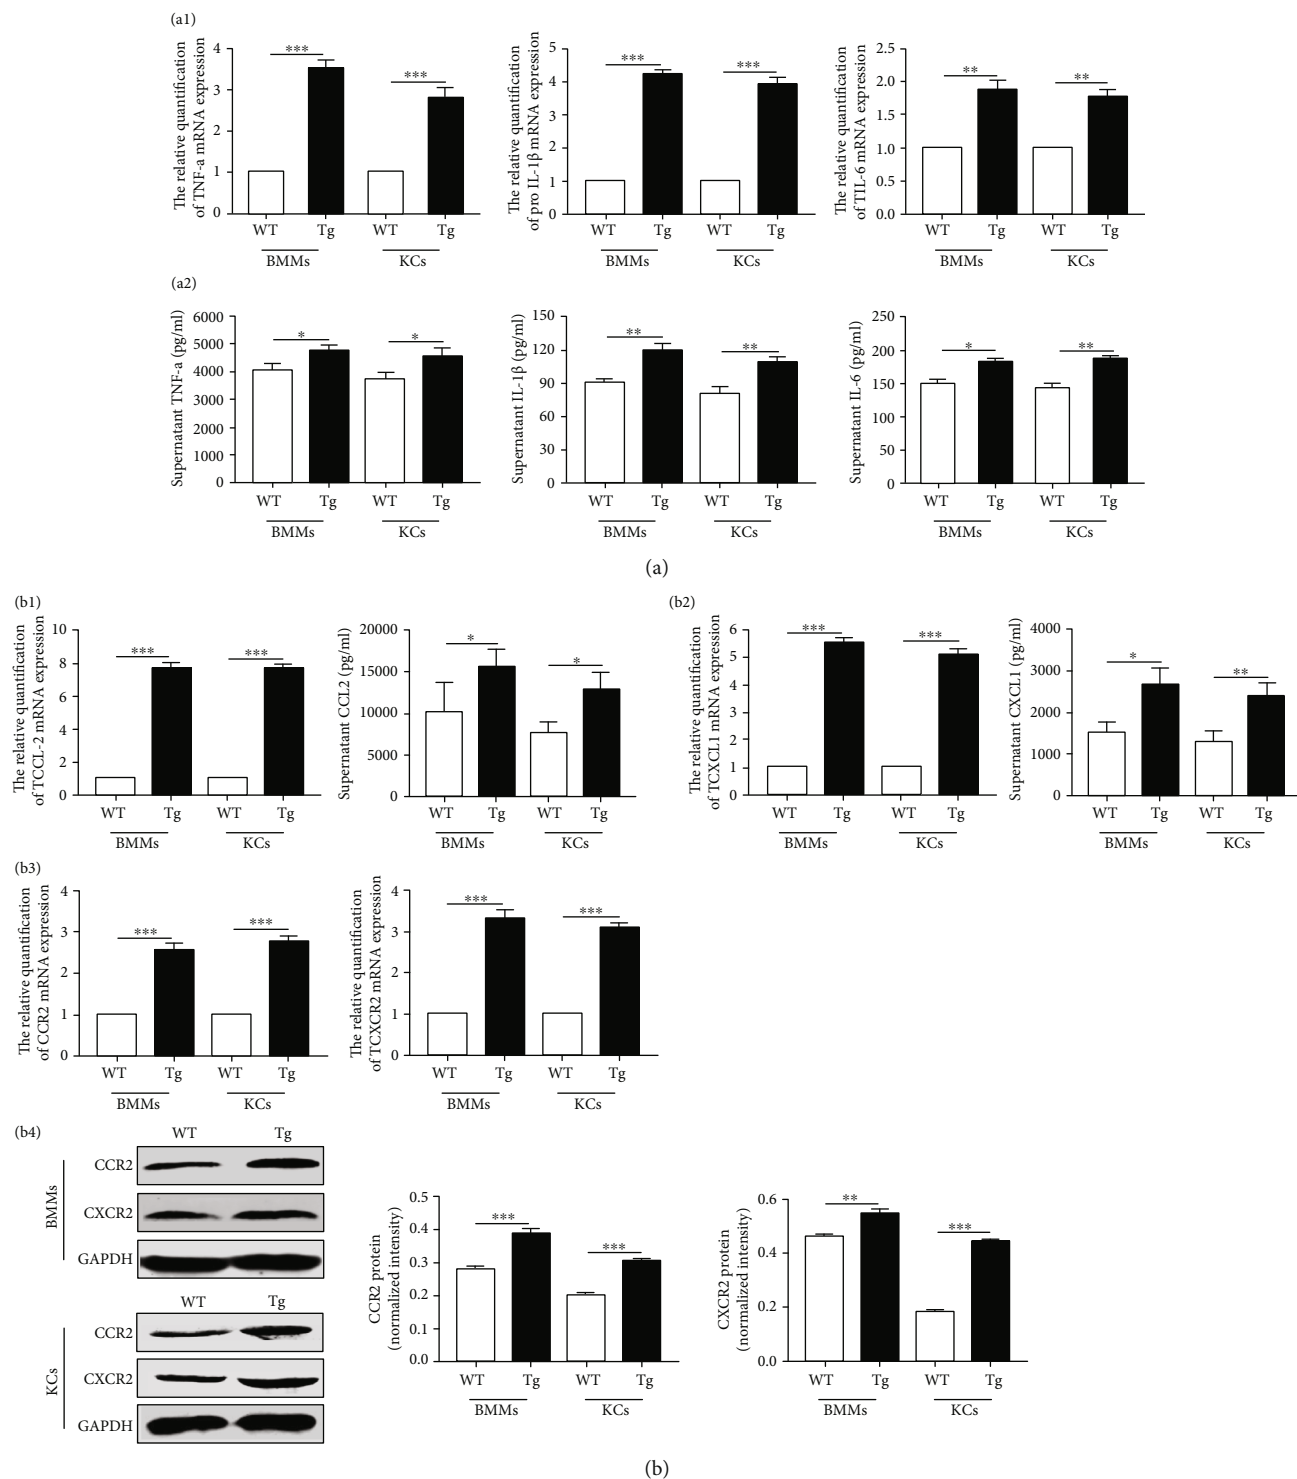 (a1)
The relative quantification
of TNF-a mRNA expression
4
3
2
1
0
***
***
WT
Tg
WT
Tg
BMMs
KCs
The relative quantification
of pro IL-1β mRNA expression
5
4
3
2
1
0
***
***
WT
Tg
WT
Tg
BMMs
KCs
The relative quantification
of TIL-6 mRNA expression
2.5
2.0
1.5
1.0
0.5
0.0
**
**
WT
Tg
WT
Tg
BMMs
KCs
(a2)
Supernatant TNF-a (pg/ml)
6000
5000
4000
3000
2000
1000
0
*
*
WT
Tg
WT
Tg
BMMs
KCs
Supernatant IL-1β (pg/ml)
150
120
90
60
30
0
**
**
WT
Tg
WT
Tg
BMMs
KCs
Supernatant IL-6 (pg/ml)
250
200
150
100
50
0
*
**
WT
Tg
WT
Tg
BMMs
KCs
(a)
(b1)
The relative quantification
of TCCL-2 mRNA expression
10
8
6
4
2
0
***
***
WT
Tg
WT
Tg
BMMs
KCs
Supernatant CCL2 (pg/ml)
20000
15000
10000
5000
0
*
*
WT
Tg
WT
Tg
BMMs
KCs
(b2)
The relative quantification
of TCXCL1 mRNA expression
6
5
4
3
2
1
0
***
***
WT
Tg
WT
Tg
BMMs
KCs
Supernatant CXCL1 (pg/ml)
4000
3000
2000
1000
0
*
**
WT
Tg
WT
Tg
BMMs
KCs
(b3)
The relative quantification
of CCR2 mRNA expression
4
3
2
1
0
***
***
WT
Tg
WT
Tg
BMMs
KCs
The relative quantification
of TCXCR2 mRNA expression
4
3
2
1
0
***
***
WT
Tg
WT
Tg
BMMs
KCs
(b4)
WT
Tg
BMMs
CCR2
CXCR2
GAPDH
WT
Tg
KCs
CCR2
CXCR2
GAPDH
CCR2 protein
(normalized intensity)
0.5
0.4
0.3
0.2
0.1
0.0
***
***
WT
Tg
WT
Tg
BMMs
KCs
CXCR2 protein
(normalized intensity)
0.6
0.4
0.2
0.0
**
***
WT
Tg
WT
Tg
BMMs
KCs
(b)